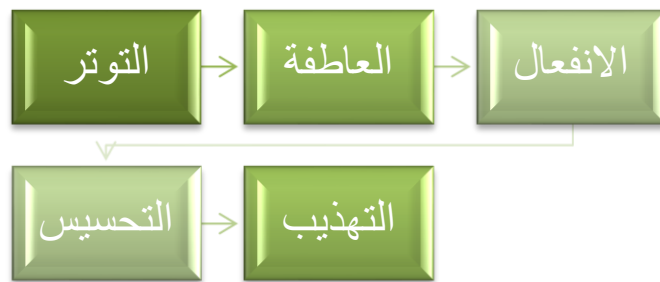 التوتر
العاطفة
الانفعال
التحسيس
التهذيب